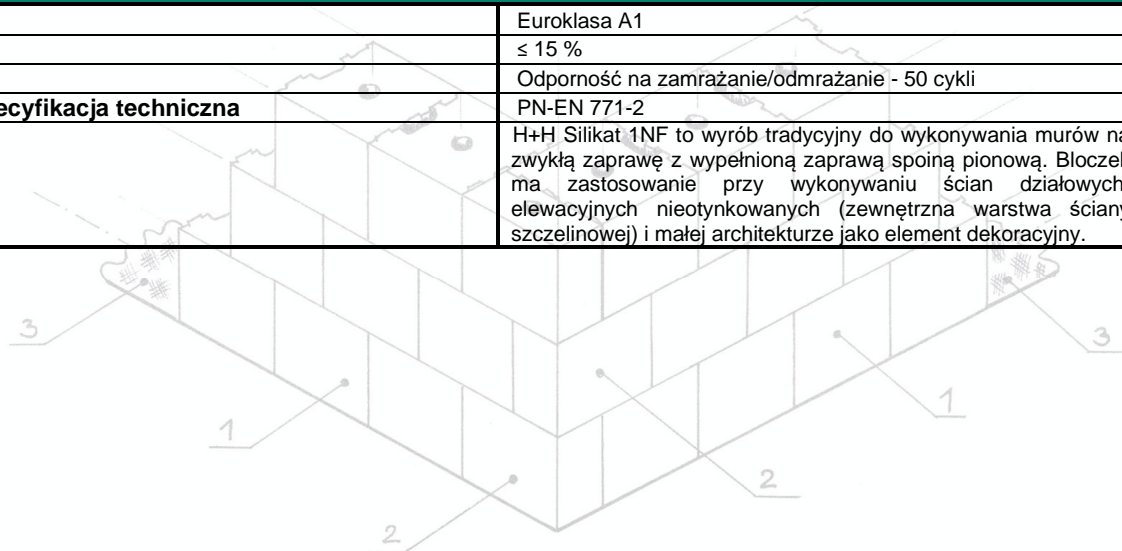 Euroklasa A1
≤ 15 %
Odporność na zamrażanie/odmrażanie - 50 cykli
ecyfikacja techniczna PN-EN 771-2
H+H Silikat 1NF to wyrób tradycyjny do wykonywania murów na
zwykłą zaprawę z wypełnioną zaprawą spoiną pionową. Bloczek
ma zastosowanie przy wykonywaniu ścian działowych
elewacyjnych nieotynkowanych (zewnętrzna warstwa ściany
szczelinowej) i małej architekturze jako element dekoracyjny.
3
3
1
1
2
2